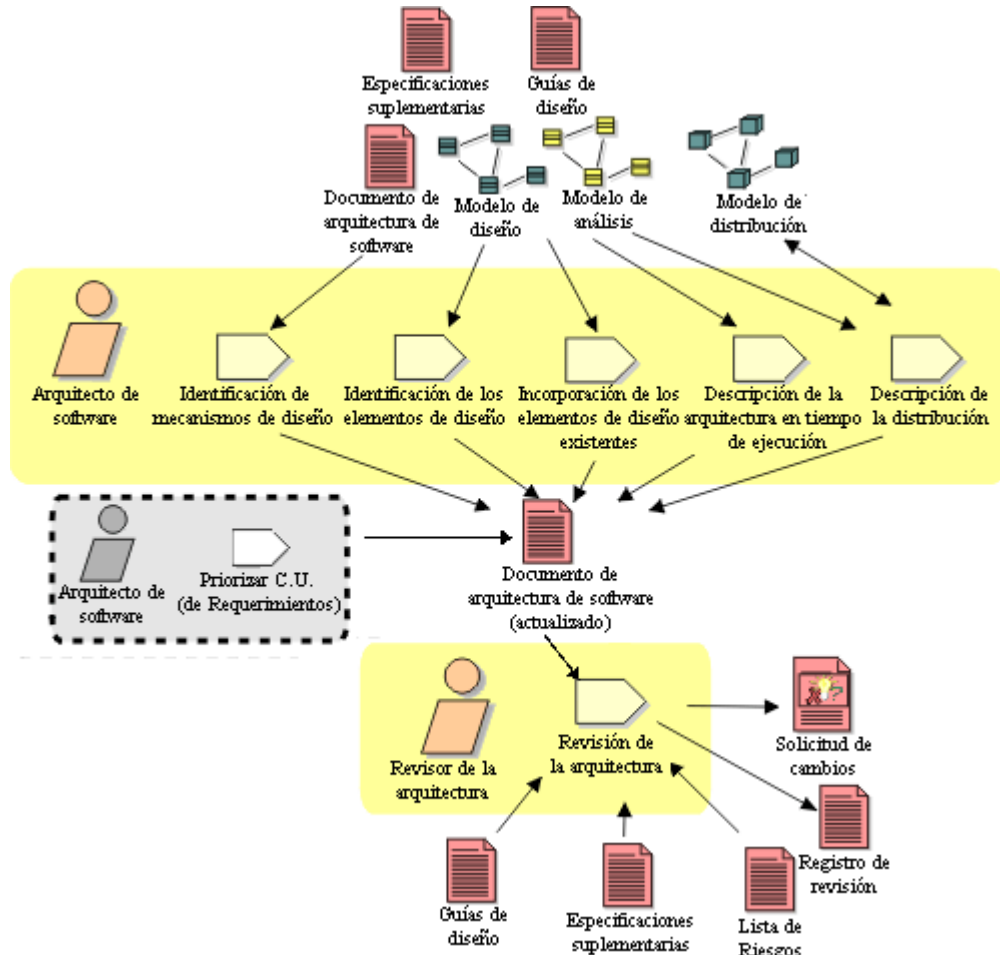 Especificaciones
suplementarias
Guías de
diseño
Documento de
arquitectura de
software
Modelo de
diseño
Modelo de
análisis
Modelo de
distribución
Arquitecto de
software
Identificación de
mecanismos de diseño
Identificación de los
elementos de diseño
Incorporación de los
elementos de diseño
existentes
Descripción de la
arquitectura en tiempo
de ejecución
Descripción de
la distribución
Arquitecto de
software
Priorizar C.U.
(de Requerimientos)
Documento de
arquitectura de software
(actualizado)
Revisor de la
arquitectura
Revisión de
la arquitectura
Solicitud de
cambios
Registro de
revisión
Guías de
diseño
Especificaciones
suplementarias
Lista de
Riesgos